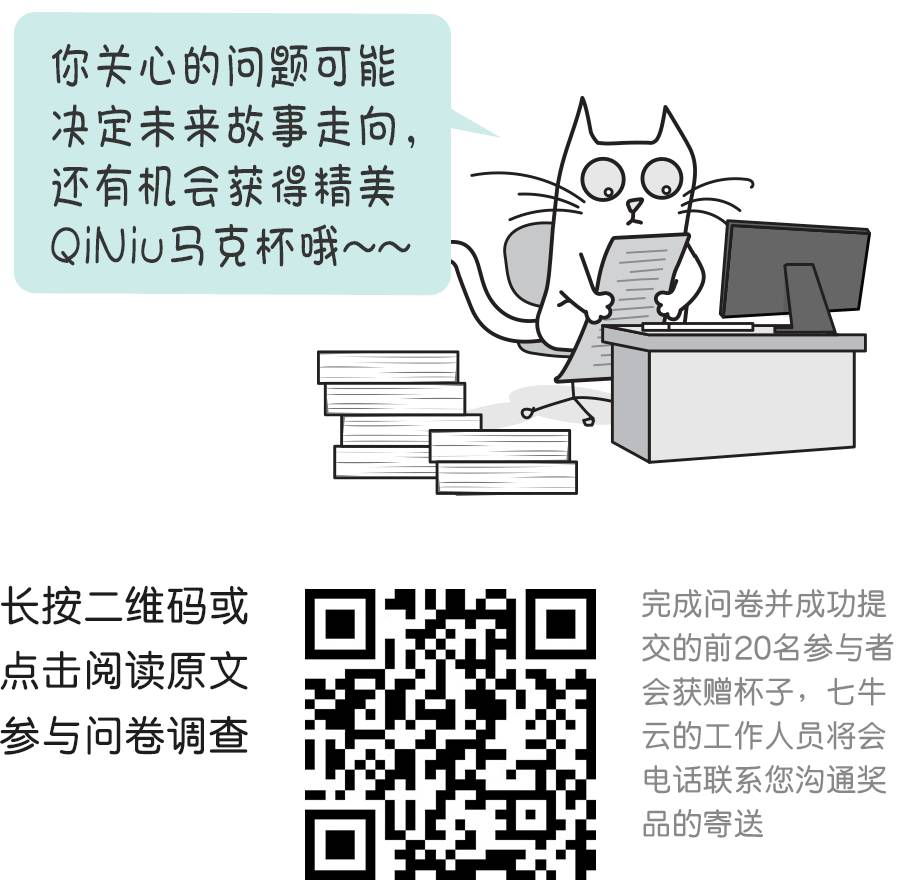 你关心的问题可能
决定未来故事走向，
还有机会获得精美
QiNiu马克杯哦~~
长按二维码或
点击阅读原文
参与问卷调查
完成问卷并成功提
交的前20名参与者
会获赠杯子，七牛
云的工作人员将会
电话联系您沟通奖
品的寄送